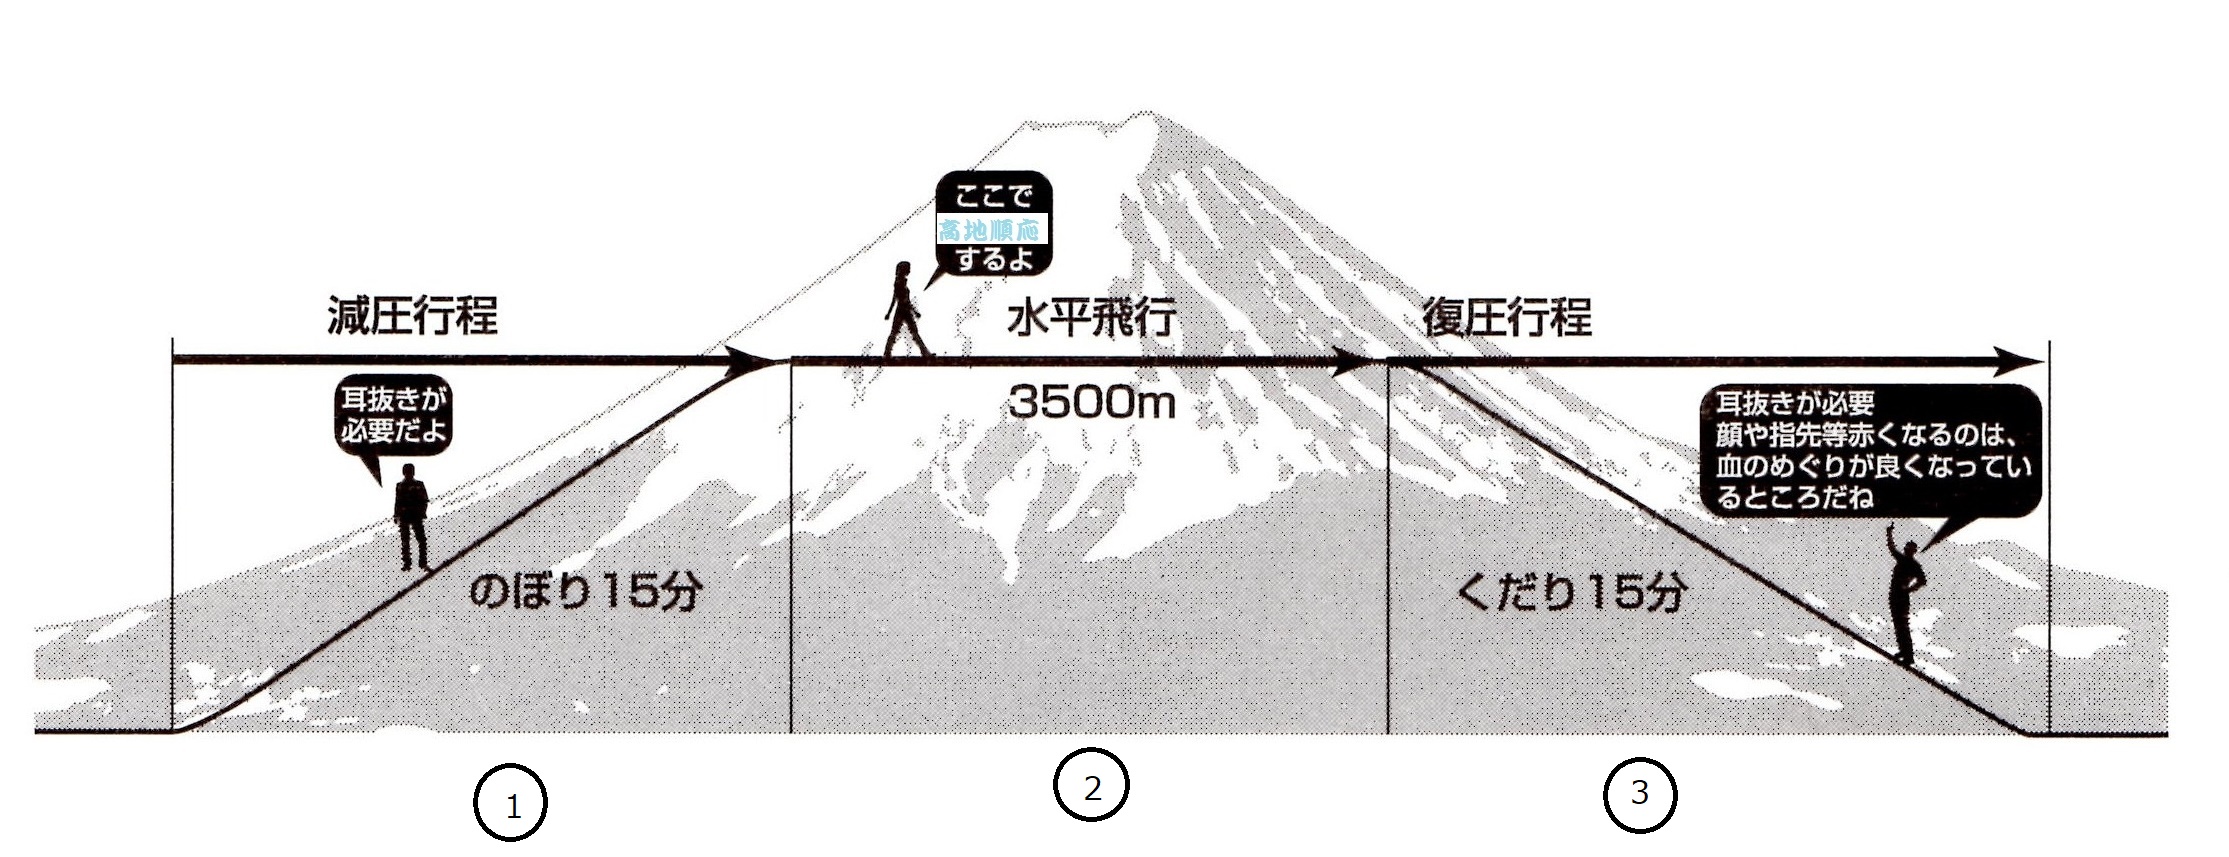 ここで
高地順応
するよ
減圧行程
水平飛行
復圧行程
3500m
耳抜きが
必要だよ
耳抜きが必要
顔や指先等赤くなるのは、
血のめぐりが良くなってい
るところだね
のぼり15分
くだり15分
1
2
3